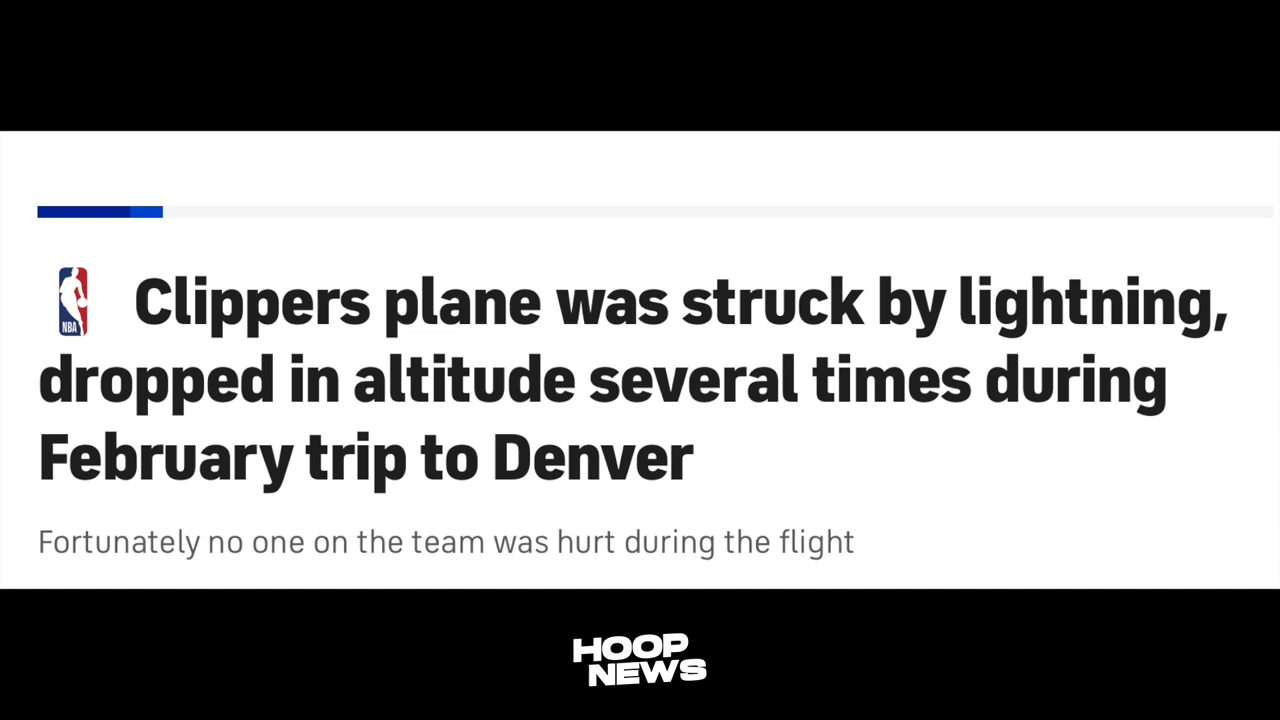 NBA
Clippers plane was struck by lightning,
dropped in altitude several times during
February trip to Denver
Fortunately no one on the team was hurt during the flight
HOOP
NEWS